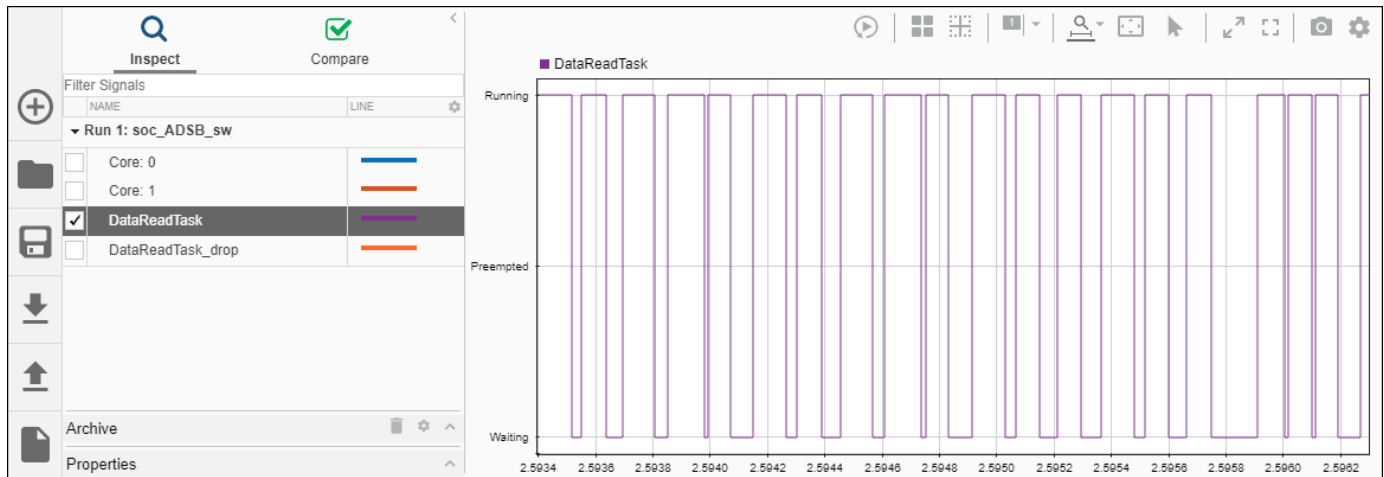 Inspect
Compare
Filter Signals
NAME LINE
Run 1: soc_ADSB_sw
Core: 0
Core: 1
DataReadTask
DataReadTask_drop
Archive
Properties
1
DataReadTask
Running
Preempted
Waiting
2.5934 2.5936 2.5938 2.5940 2.5942 2.5944 2.5946 2.5948 2.5950 2.5952 2.5954 2.5956 2.5958 2.5960 2.5962